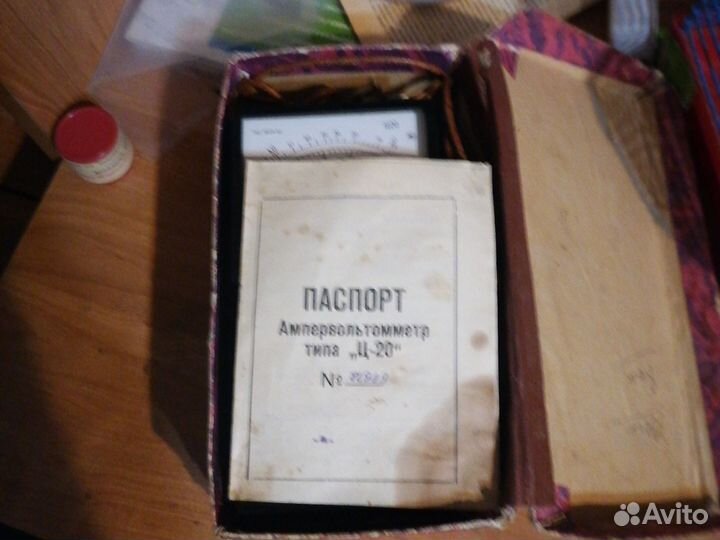 ПАСПОРТ
Ампервольтомметр
типа „Ц-20"
№
Avito